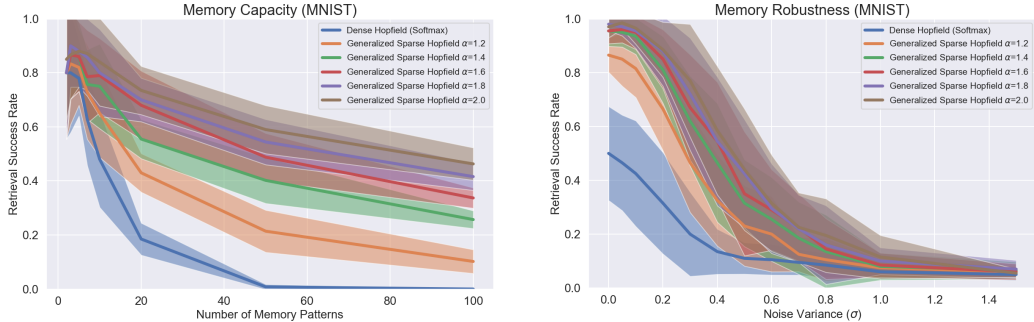 Memory Capacity (MNIST)
1.0
0.8
0.6
0.4
0.2
0.0
Retrieval Success Rate
0
20
40
60
80
100
Number of Memory Patterns
Dense Hopfield (Softmax)
Generalized Sparse Hopfield α=1.2
Generalized Sparse Hopfield α=1.4
Generalized Sparse Hopfield α=1.6
Generalized Sparse Hopfield α=1.8
Generalized Sparse Hopfield α=2.0
Memory Robustness (MNIST)
1.0
0.8
0.6
0.4
0.2
0.0
Retrieval Success Rate
0.0
0.2
0.4
0.6
0.8
1.0
1.2
1.4
Noise Variance (σ)
Dense Hopfield (Softmax)
Generalized Sparse Hopfield α=1.2
Generalized Sparse Hopfield α=1.4
Generalized Sparse Hopfield α=1.6
Generalized Sparse Hopfield α=1.8
Generalized Sparse Hopfield α=2.0